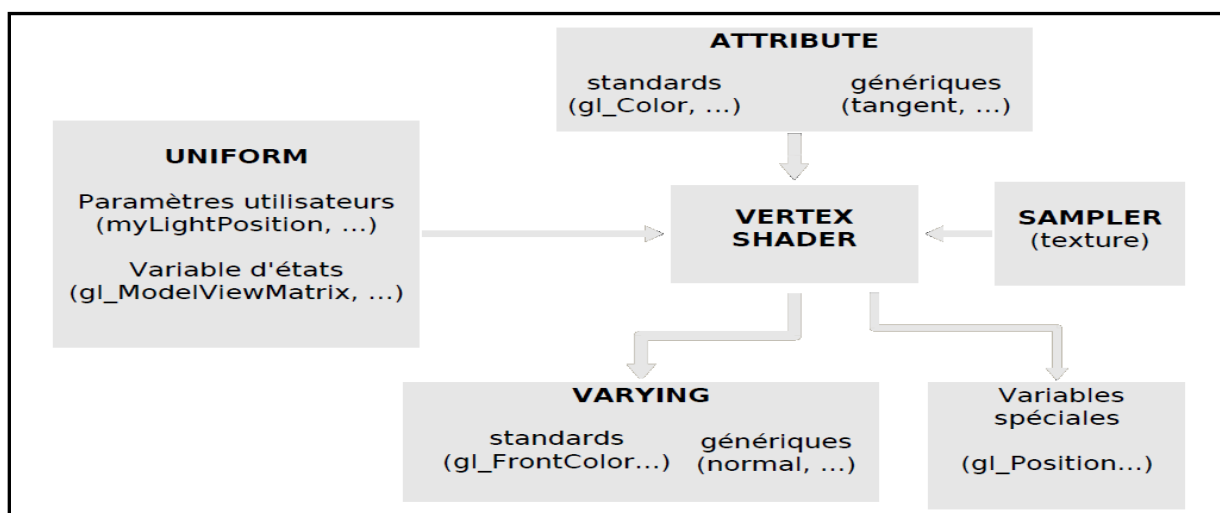 ATTRIBUTE
standards
(gl_Color, ...)
génériques
(tangent, ...)
UNIFORM
Paramètres utilisateurs
(myLightPosition, ...)
Variable d'états
(gl_ModelViewMatrix, ...)
VERTEX
SHADER
SAMPLER
(texture)
VARYING
standards
(gl_FrontColor...)
génériques
(normal, ...)
Variables
spéciales
(gl_Position...)